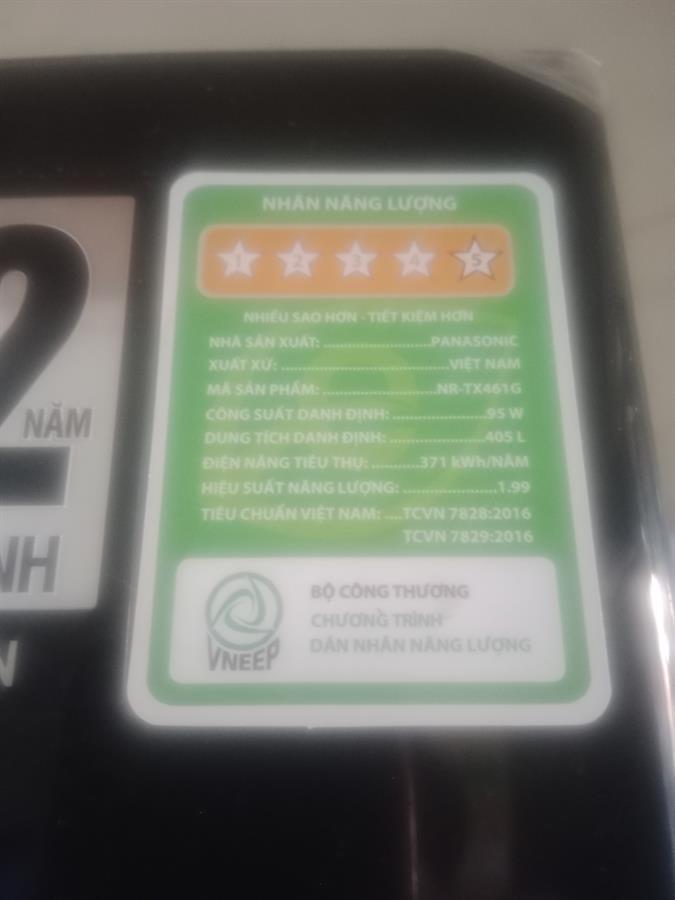 NHÃN NĂNG LƯỢNG
1 2 3 4 5
NHIỀU SAO HƠN - TIẾT KIỆM HƠN
NHÀ SẢN XUẤT: ........................PANASONIC
XUẤT XỨ: ......................................VIỆT NAM
MÃ SẢN PHẨM: .........................NR-TX461G
CÔNG SUẤT DANH ĐỊNH: .....................95 W
DUNG TÍCH DANH ĐỊNH: .....................405 L
ĐIỆN NĂNG TIÊU THỤ: ...........371 kWh/NĂM
HIỆU SUẤT NĂNG LƯỢNG: .....................1.99
TIÊU CHUẨN VIỆT NAM: ....TCVN 7828:2016
TCVN 7829:2016
BỘ CÔNG THƯƠNG
CHƯƠNG TRÌNH
DÁN NHÃN NĂNG LƯỢNG
VNEEP
2
NĂM
NH
N